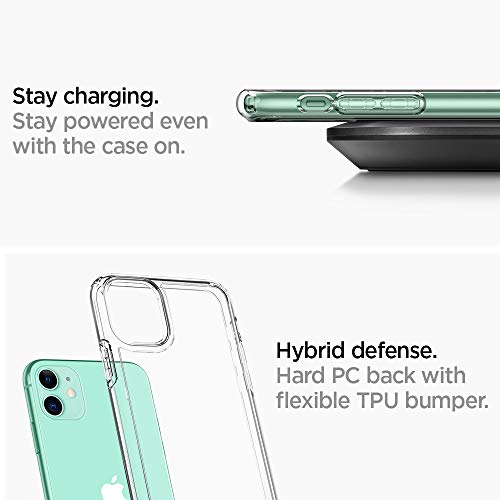 Stay charging.
Stay powered even
with the case on.
Hybrid defense.
Hard PC back with
flexible TPU bumper.